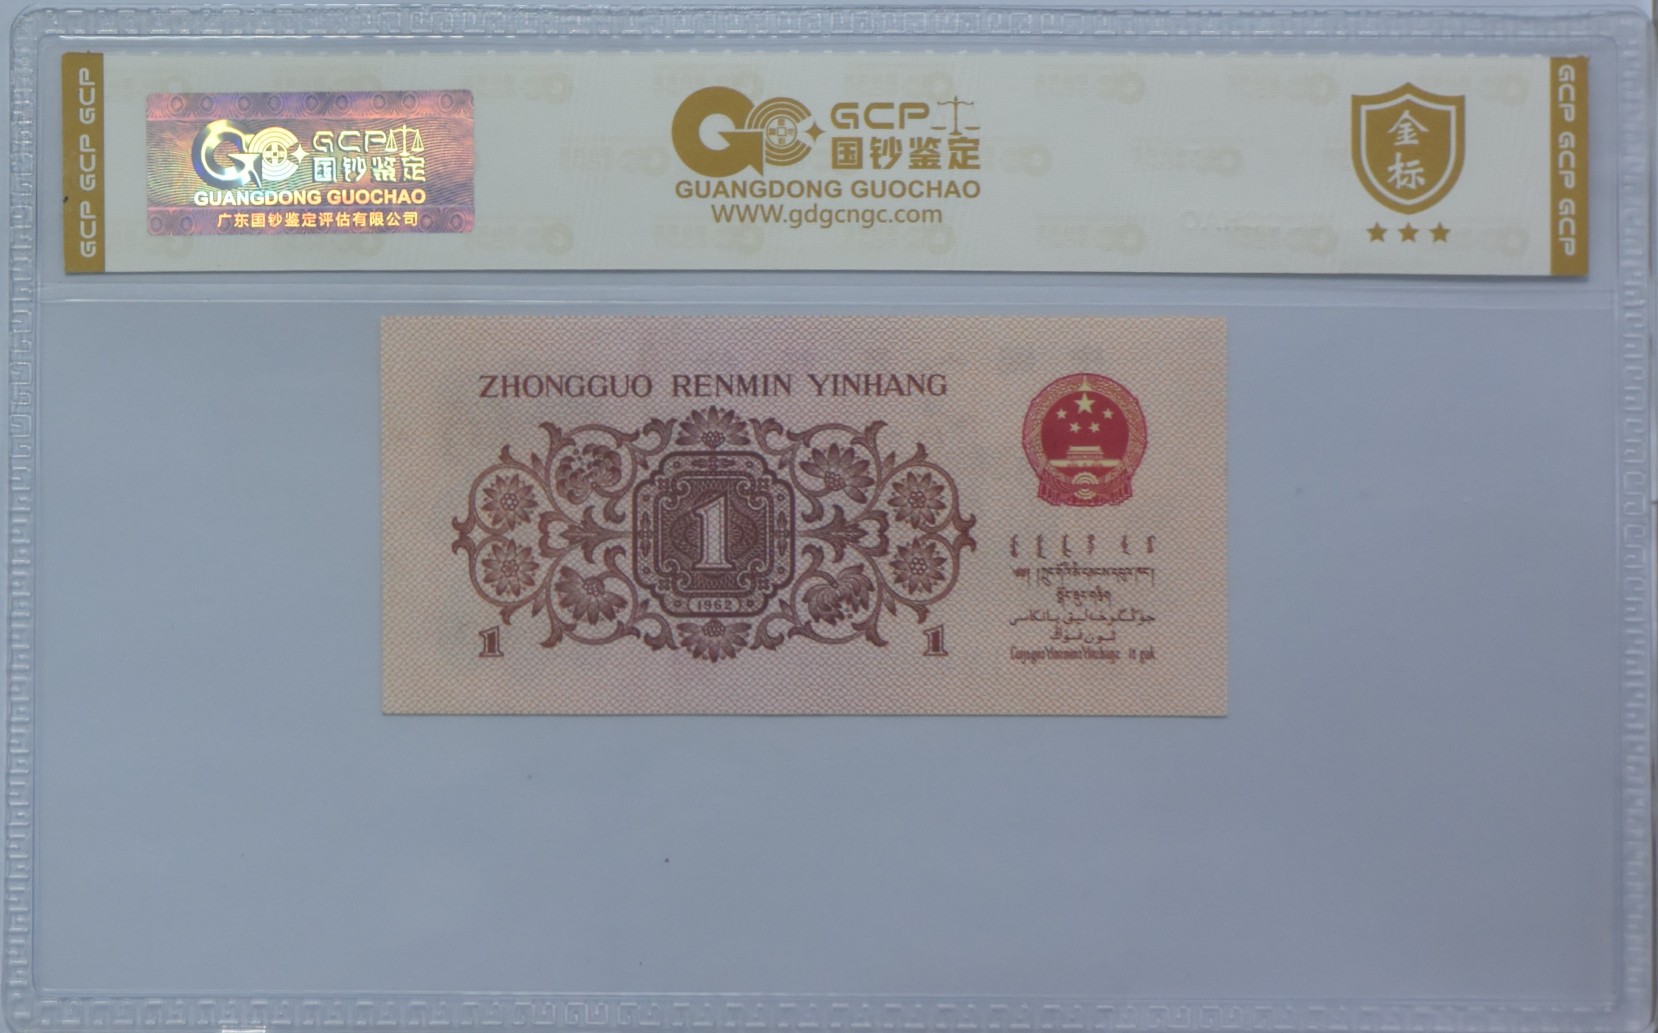 GCP GCP GCP
GCP
国钞鉴定
GUANGDONG GUOCHAO
广东国钞鉴定评估有限公司
GCP
国钞鉴定
GUANGDONG GUOCHAO
WWW.gdgcngc.com
金
标
GCP GCP GCP
ZHONGGUO RENMIN YINHANG
1
1962
1
1